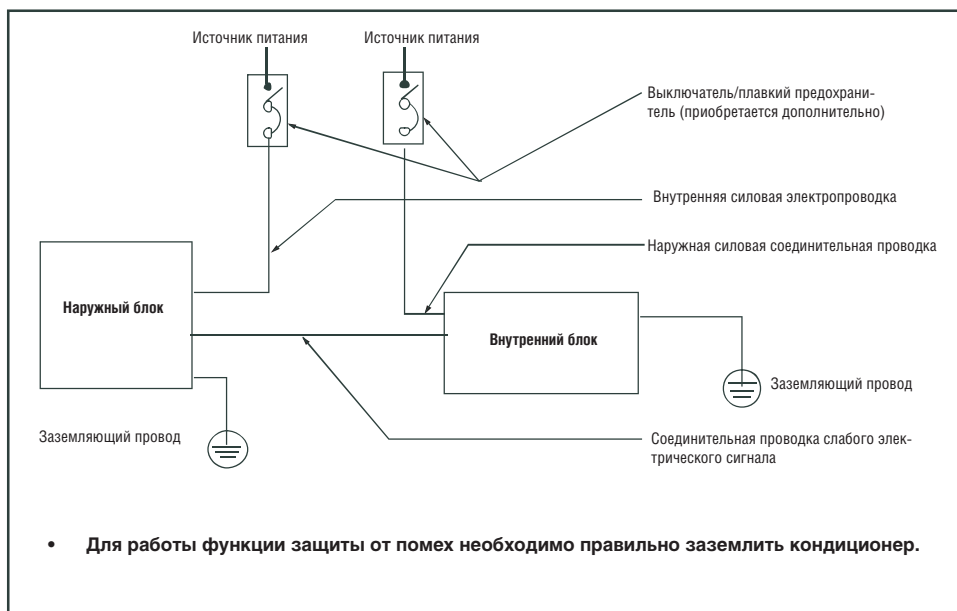 Источник питания
Источник питания
Выключатель/плавкий предохрани-
тель (приобретается дополнительно)
Внутренняя силовая электропроводка
Наружная силовая соединительная проводка
Наружный блок
Внутренний блок
Заземляющий провод
Заземляющий провод
Соединительная проводка слабого элек-
трического сигнала
• Для работы функции защиты от помех необходимо правильно заземлить кондиционер.